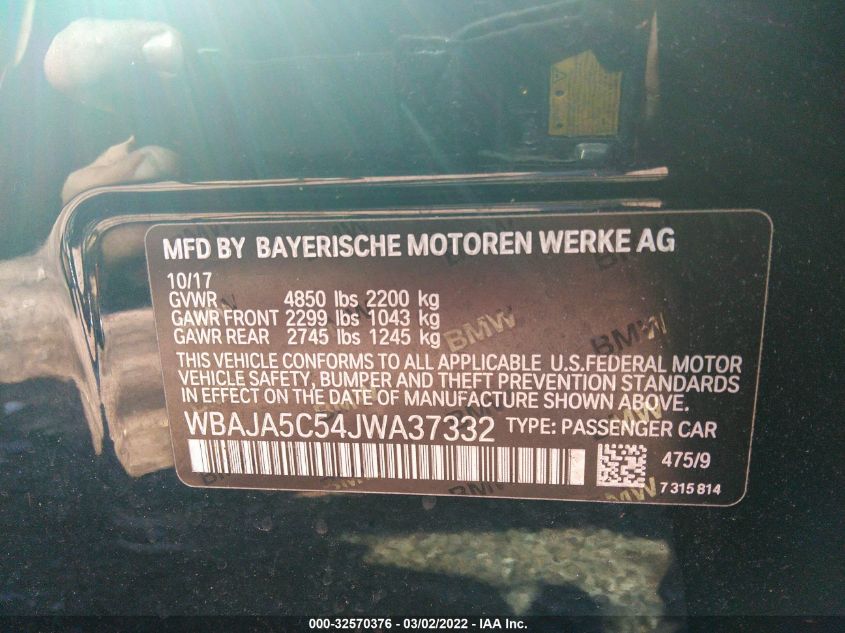 MFD BY BAYERISCHE MOTOREN WERKE AG
10/17
GVWR 4850 lbs 2200 kg
GAWR FRONT 2299 lbs 1043 kg
GAWR REAR 2745 lbs 1245 kg
THIS VEHICLE CONFORMS TO ALL APPLICABLE U.S.FEDERAL MOTOR
VEHICLE SAFETY, BUMPER AND THEFT PREVENTION STANDARDS
IN EFFECT ON THE DATE OF MANUFACTURE SHOWN ABOVE.
WBAJA5C54JWA37332 TYPE: PASSENGER CAR
475/9
7 315 814
BMW
BMW
BMW
000-32570376 - 03/02/2022 - IAA Inc.